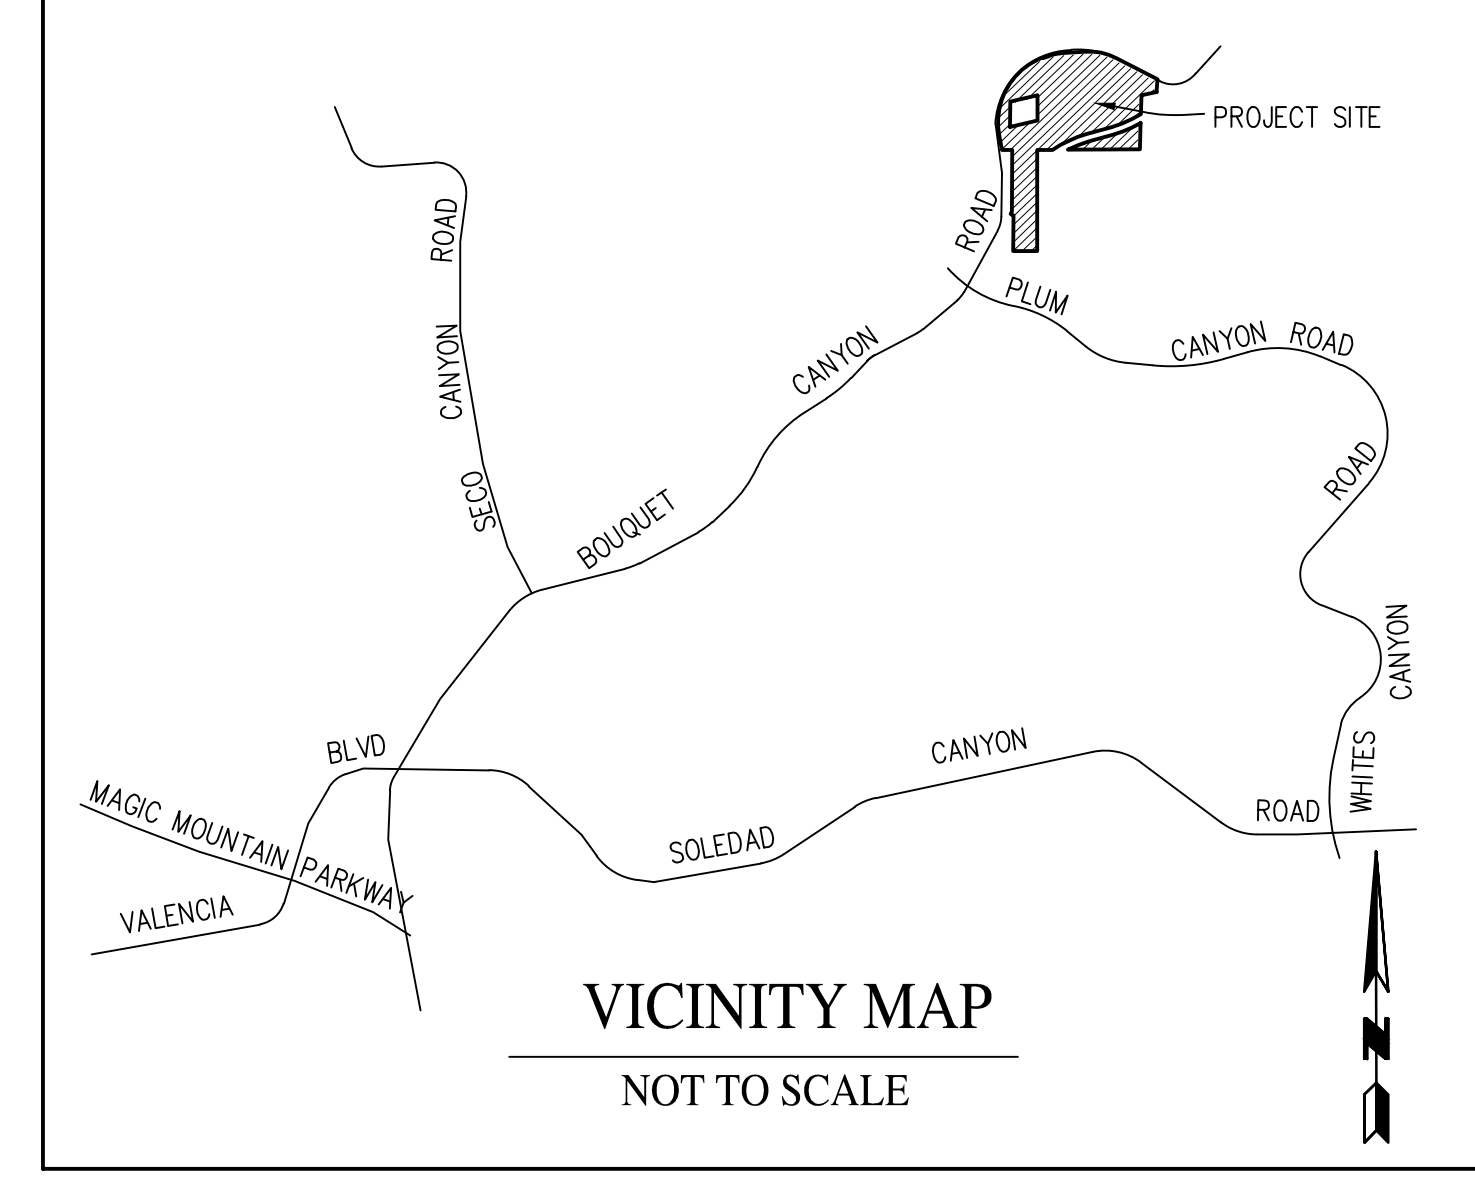 PROJECT SITE
SECO CANYON ROAD
BOUQUET CANYON ROAD
PLUM CANYON ROAD
WHITES CANYON ROAD
VALENCIA BLVD
MAGIC MOUNTAIN PARKWAY
SOLEDAD CANYON ROAD
VICINITY MAP
NOT TO SCALE
N